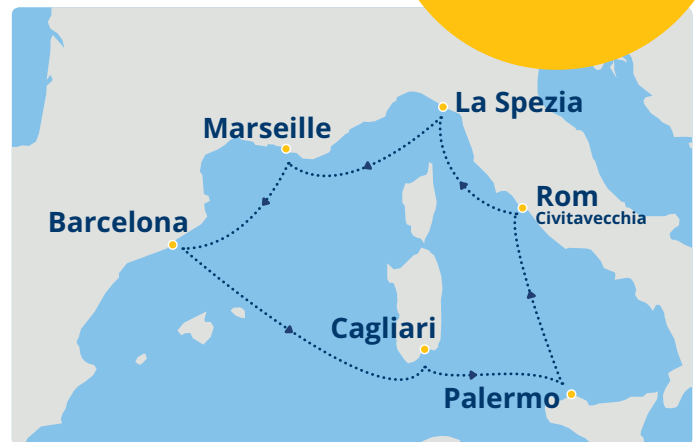 La Spezia
Marseille
Rom
Civitavecchia
Barcelona
Cagliari
Palermo